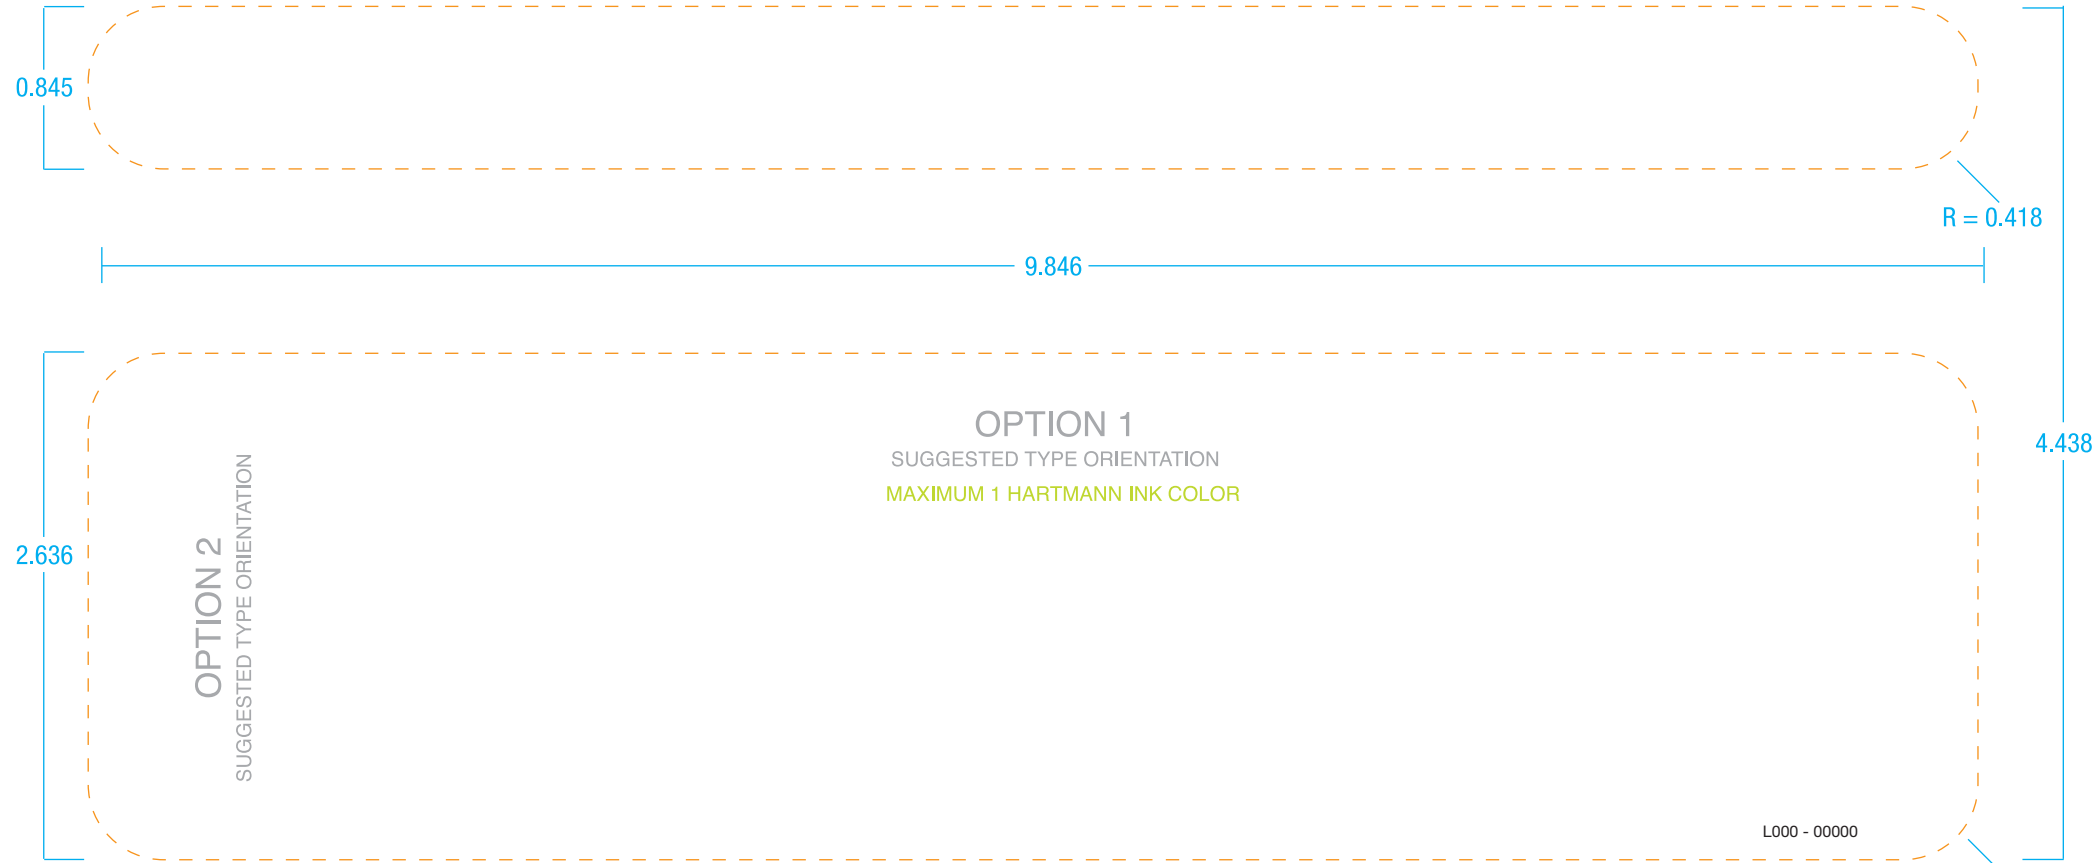 0.845
R = 0.418
9.846
OPTION 1
SUGGESTED TYPE ORIENTATION
MAXIMUM 1 HARTMANN INK COLOR
4.438
2.636
OPTION 2
SUGGESTED TYPE ORIENTATION
L000 - 00000